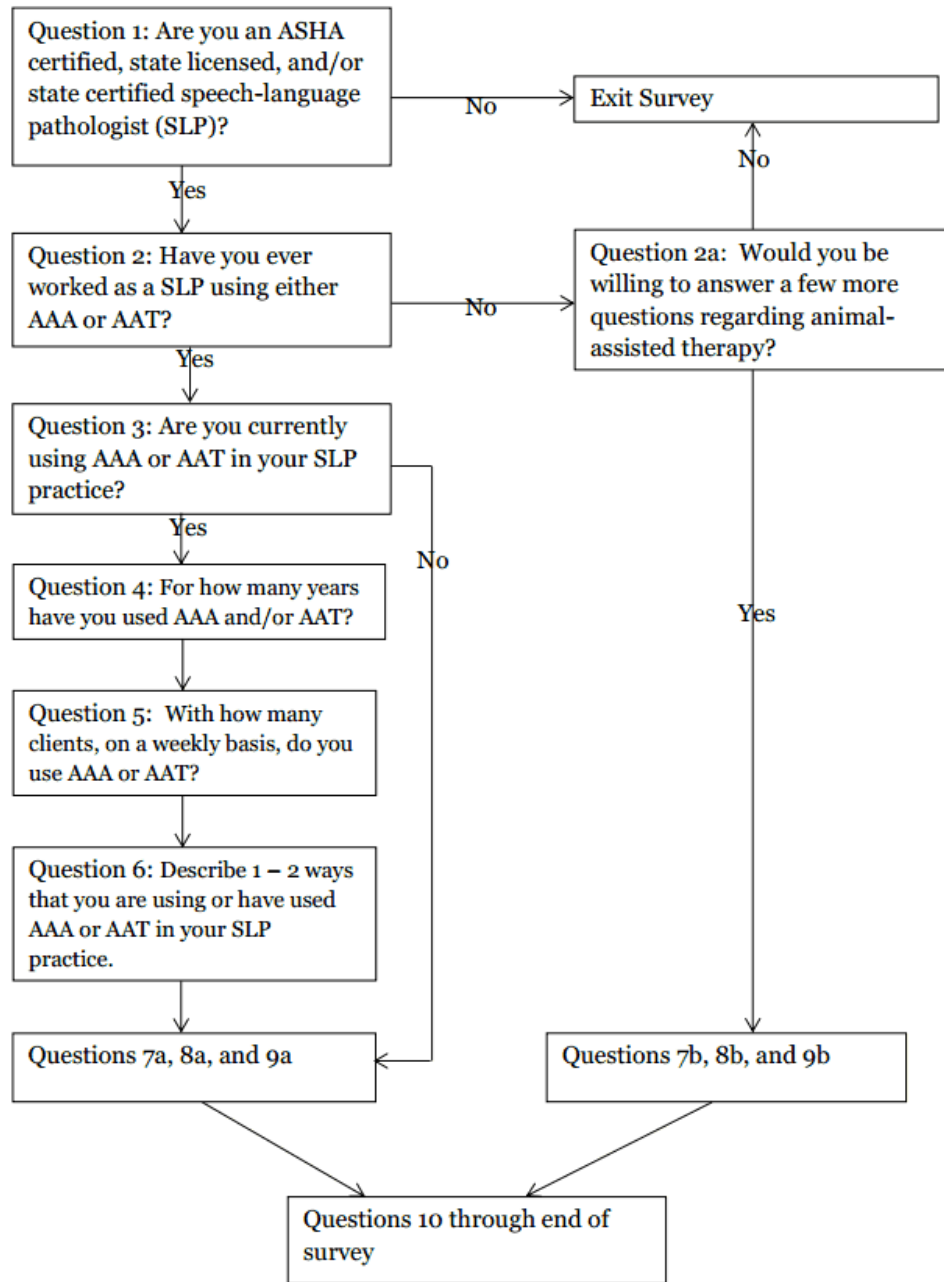 Question 1: Are you an ASHA
certified, state licensed, and/or
state certified speech-language
pathologist (SLP)?
No
Exit Survey
Yes
No
Question 2: Have you ever
worked as a SLP using either
AAA or AAT?
No
Question 2a:  Would you be
willing to answer a few more
questions regarding animal-
assisted therapy?
Yes
Question 3: Are you currently
using AAA or AAT in your SLP
practice?
Yes
No
Question 4: For how many years
have you used AAA and/or AAT?
Yes
Question 5:  With how many
clients, on a weekly basis, do you
use AAA or AAT?
Question 6: Describe 1 – 2 ways
that you are using or have used
AAA or AAT in your SLP
practice.
Questions 7a, 8a, and 9a
Questions 7b, 8b, and 9b
Questions 10 through end of
survey